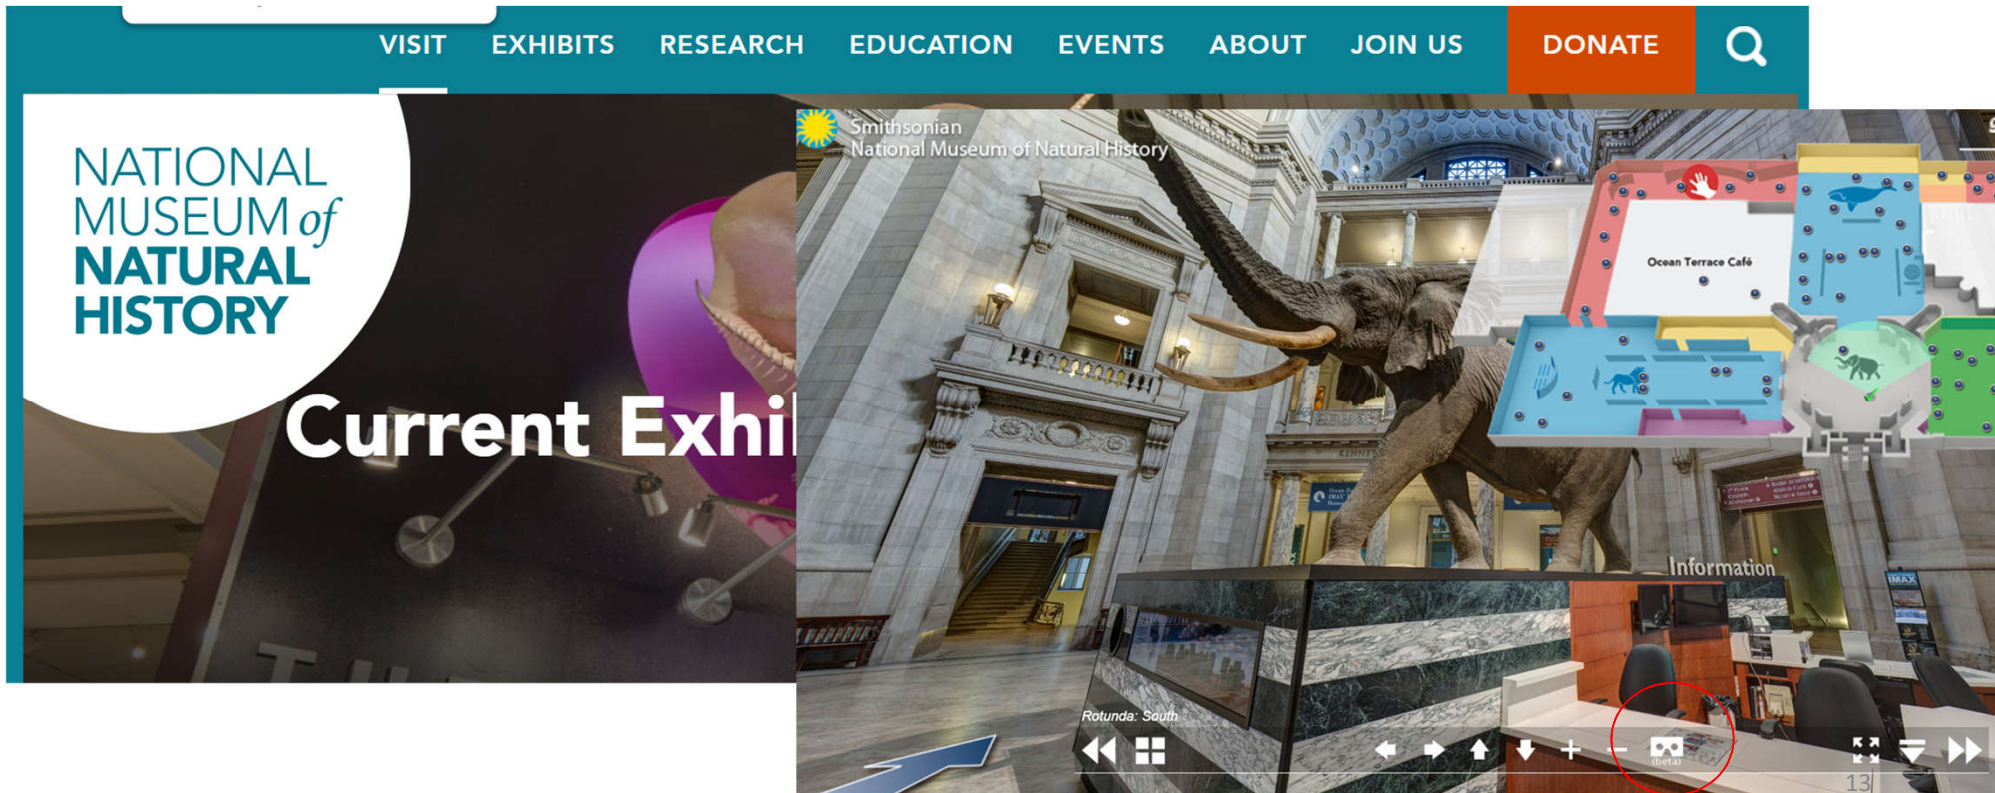 VISIT EXHIBITS RESEARCH EDUCATION EVENTS ABOUT JOIN US DONATE
NATIONAL
MUSEUM of
NATURAL
HISTORY
Current Exhi
Smithsonian
National Museum of Natural History
Ocean Terrace Café
Information
IMAX
Rotunda: South
(beta)
13